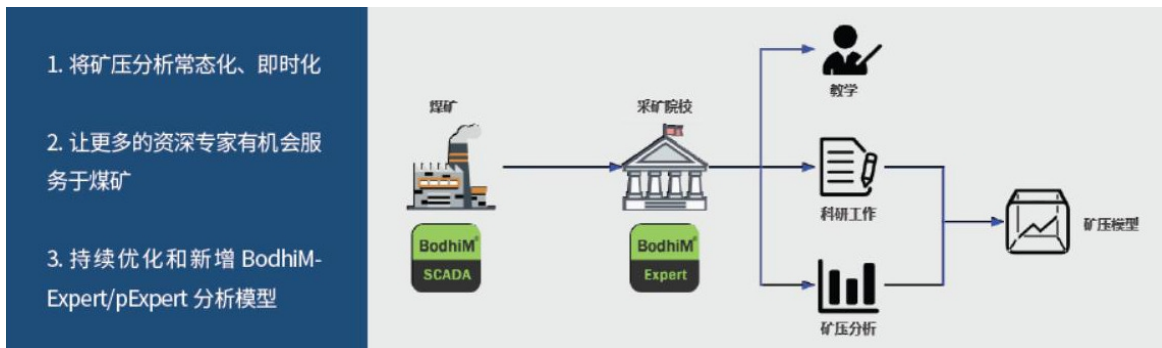 1. 将矿压分析常态化、即时化
2. 让更多的资深专家有机会服
务于煤矿
3. 持续优化和新增 BodhiM-
Expert/pExpert 分析模型
煤矿
BodhiM®
SCADA
采矿院校
BodhiM®
Expert
教学
科研工作
矿压分析
矿压模型